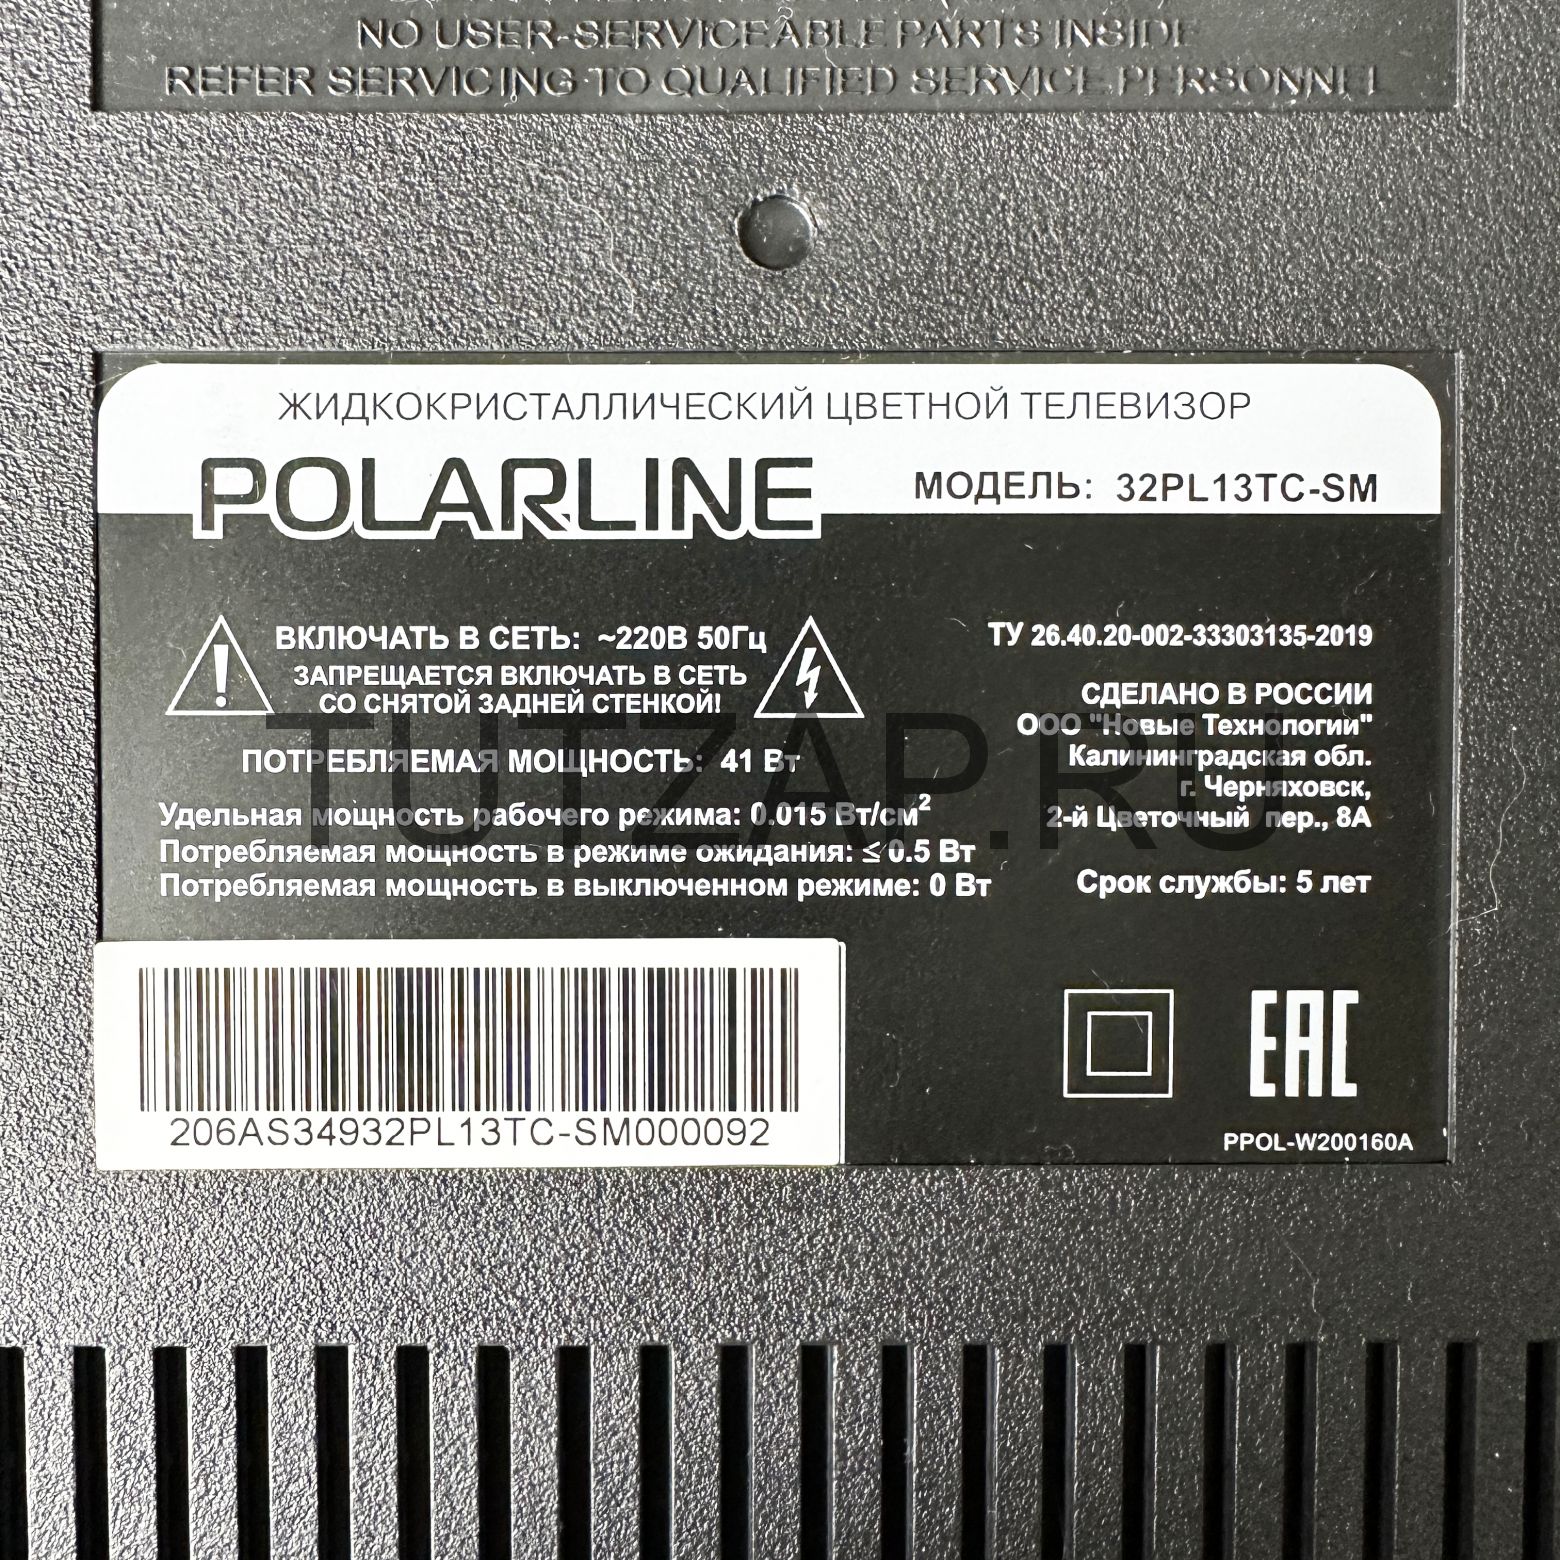 NO USER-SERVICEABLE PARTS INSIDE
REFER SERVICING TO QUALIFIED SERVICE PERSONNEL
ЖИДКОКРИСТАЛЛИЧЕСКИЙ ЦВЕТНОЙ ТЕЛЕВИЗОР
POLARLINE
МОДЕЛЬ: 32PL13TC-SM
ВКЛЮЧАТЬ В СЕТЬ: ~220В 50Гц
ЗАПРЕЩАЕТСЯ ВКЛЮЧАТЬ В СЕТЬ
СО СНЯТОЙ ЗАДНЕЙ СТЕНКОЙ!
ПОТРЕБЛЯЕМАЯ МОЩНОСТЬ: 41 Вт
Удельная мощность рабочего режима: 0.015 Вт/см²
Потребляемая мощность в режиме ожидания: ≤ 0.5 Вт
Потребляемая мощность в выключенном режиме: 0 Вт
ТУ 26.40.20-002-33303135-2019
СДЕЛАНО В РОССИИ
ООО "Новые Технологии"
Калининградская обл.
г. Черняховск,
2-й Цветочный пер., 8А
Срок службы: 5 лет
TUTZAP.RU
206AS34932PL13TC-SM000092
EAC
PPOL-W200160A